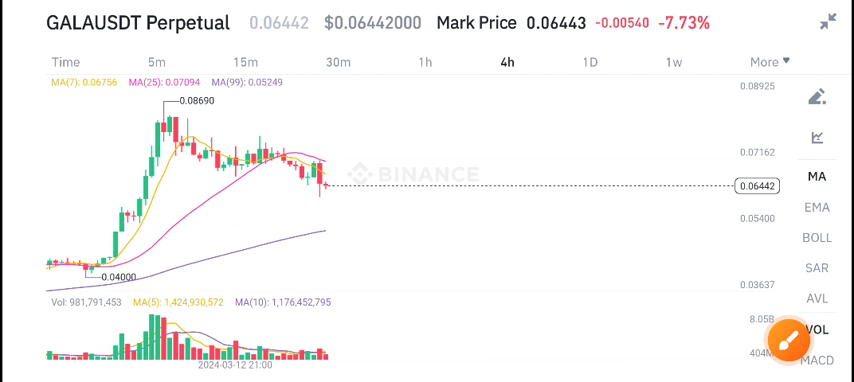 GALAUSDT Perpetual 0.06442 $0.06442000 Mark Price 0.06443 -0.00540 -7.73%
Time 5m 15m 30m 1h 4h 1D 1w More
MA(7): 0.06756 MA(25): 0.07094 MA(99): 0.05249
0.08925
0.08690
0.07162
BINANCE
MA
0.06442
EMA
0.05400
BOLL
SAR
0.04000
0.03637
AVL
Vol: 981,791,453 MA(5): 1,424,930,572 MA(10): 1,176,452,795
8.05B
VOL
404M
MACD
2024-03-12 21:00